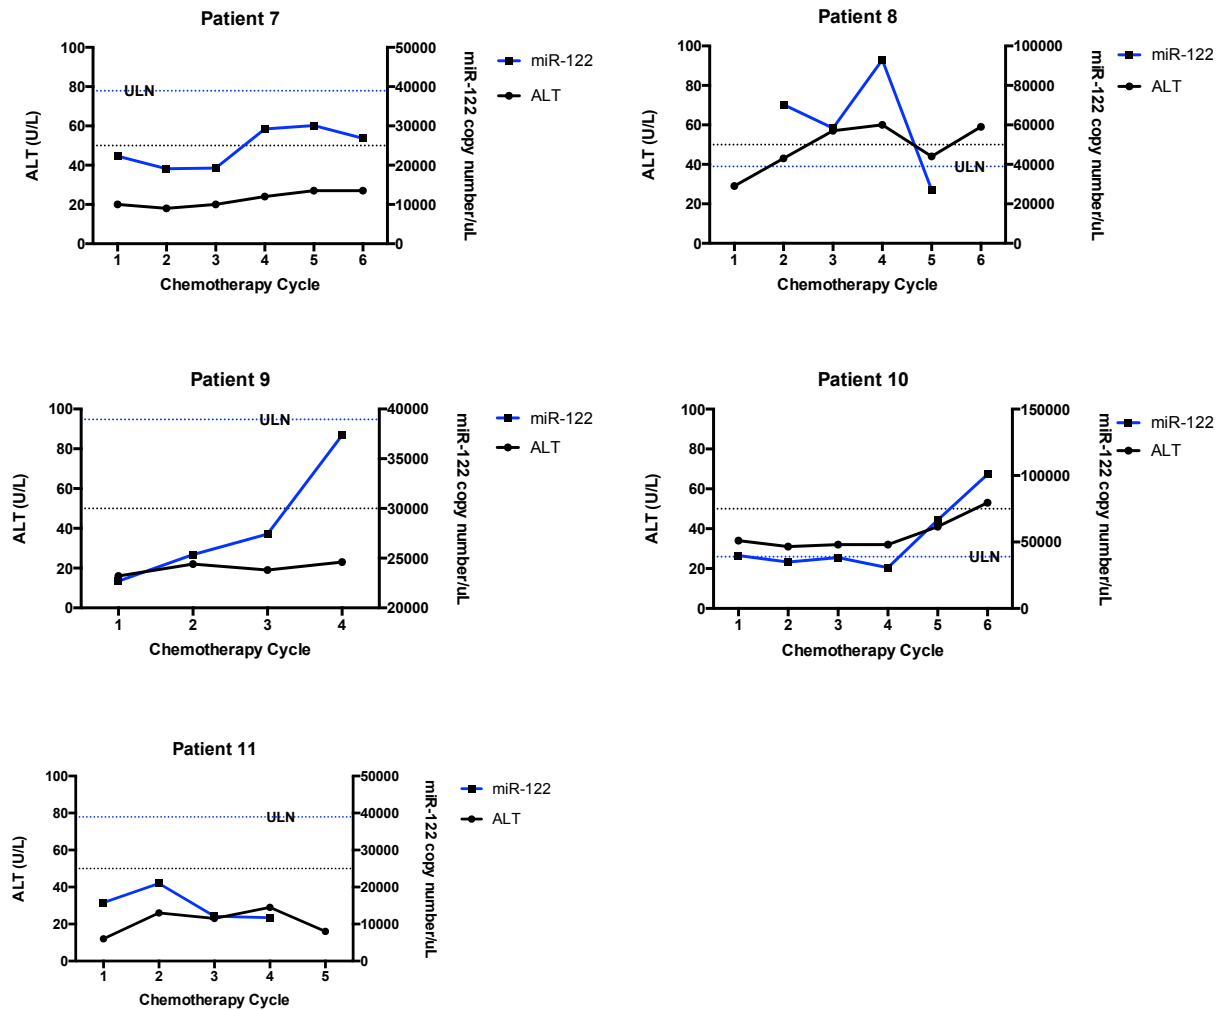 Patient 7
100
80
60
40
20
0
ALT (U/L)
ULN
50000
40000
30000
20000
10000
0
miR-122 copy number/uL
miR-122
ALT
1 2 3 4 5 6
Chemotherapy Cycle
Patient 8
100
80
60
40
20
0
ALT (U/L)
ULN
100000
80000
60000
40000
20000
0
miR-122 copy number/uL
miR-122
ALT
1 2 3 4 5 6
Chemotherapy Cycle
Patient 9
100
80
60
40
20
0
ALT (U/L)
ULN
40000
35000
30000
25000
20000
miR-122 copy number/uL
miR-122
ALT
1 2 3 4
Chemotherapy Cycle
Patient 10
100
80
60
40
20
0
ALT (U/L)
ULN
150000
100000
50000
0
miR-122 copy number/uL
miR-122
ALT
1 2 3 4 5 6
Chemotherapy Cycle
Patient 11
100
80
60
40
20
0
ALT (U/L)
ULN
50000
40000
30000
20000
10000
0
miR-122 copy number/uL
miR-122
ALT
1 2 3 4 5
Chemotherapy Cycle